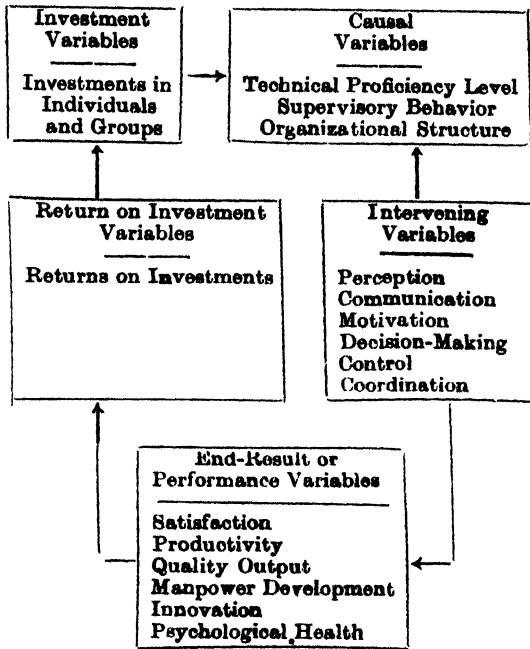 Investment
Variables
Investments in
Individuals
and Groups
Causal
Variables
Technical Proficiency Level
Supervisory Behavior
Organizational Structure
Return on Investment
Variables
Returns on Investments
Intervening
Variables
Perception
Communication
Motivation
Decision-Making
Control
Coordination
End-Result or
Performance Variables
Satisfaction
Productivity
Quality Output
Manpower Development
Innovation
Psychological Health